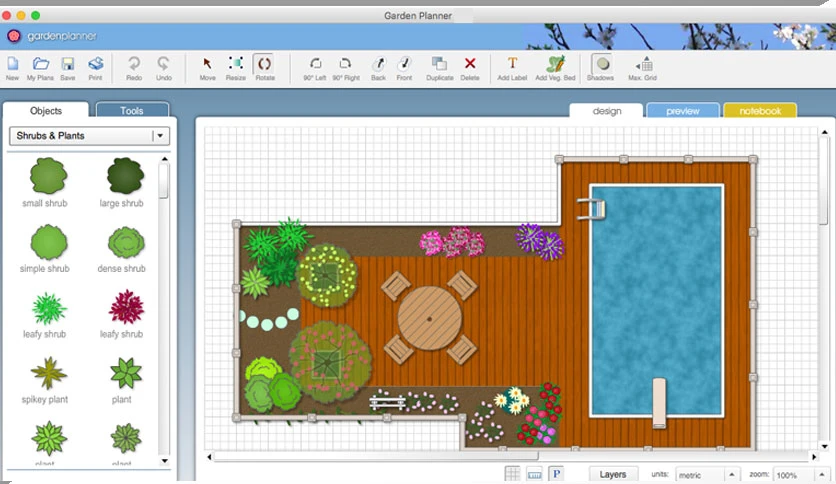 Garden Planner
gardenplanner
New My Plans Save Print Redo Undo Move Resize Rotate 90° Left 90° Right Back Front Duplicate Delete Add Label Add Veg. Bed Shadows Max. Grid
T
Objects Tools
design preview notebook
Shrubs & Plants
small shrub large shrub
simple shrub dense shrub
leafy shrub leafy shrub
spikey plant plant
plant plant
P Layers units: metric zoom: 100%